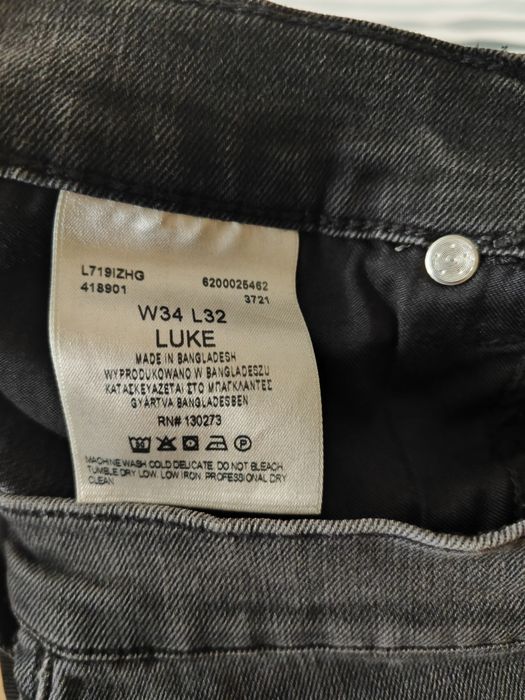 L719IZHG 6200025462
418901 3721
W34 L32
LUKE
MADE IN BANGLADESH
WYPRODUKOWANO W BANGLADESZU
ΚΑΤΑΣΚΕΥΑΖΕΤΑΙ ΣΤΟ ΜΠΑΓΚΛΑΝΤΕΣ
GYÁRTVA BANGLADESBEN
RN# 130273
MACHINE WASH COLD DELICATE. DO NOT BLEACH.
TUMBLE DRY LOW. LOW IRON. PROFESSIONAL DRY
CLEAN